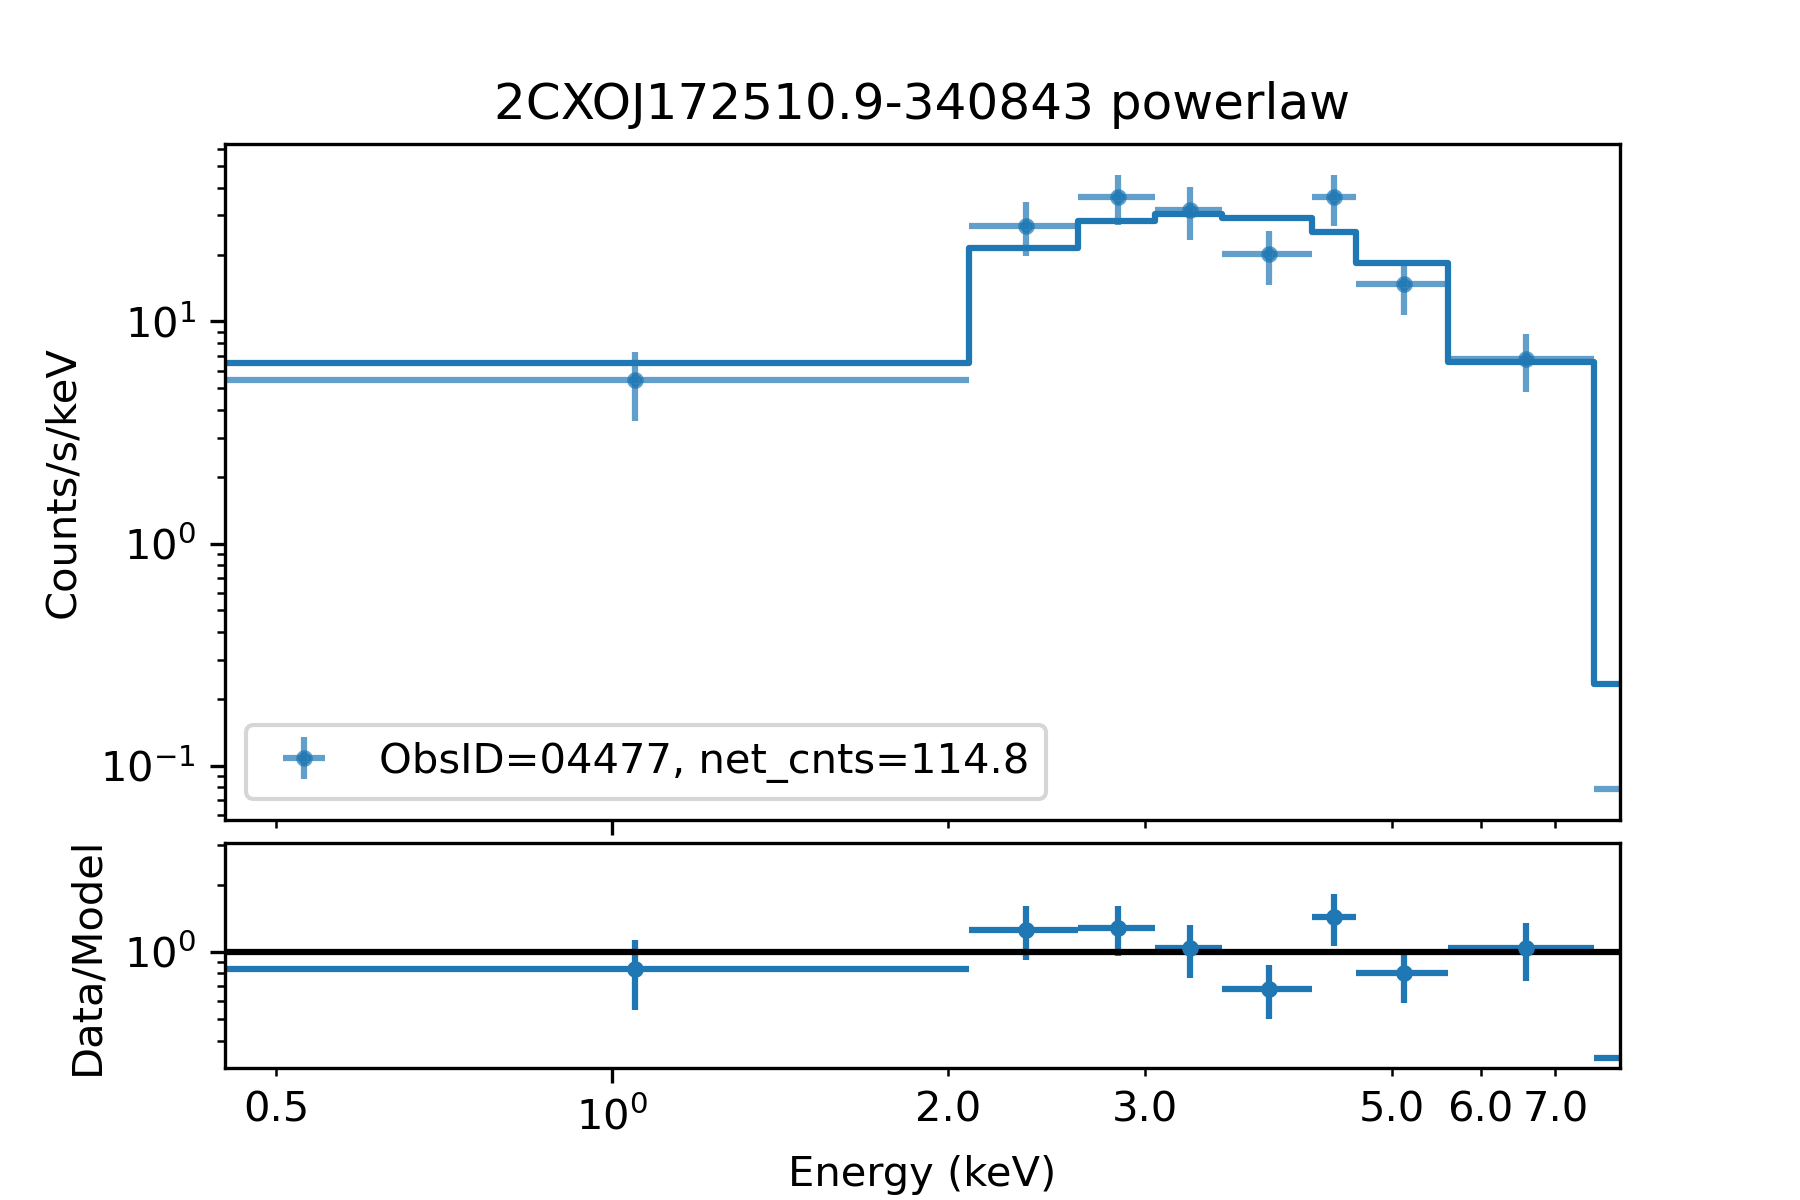 2CXOJ172510.9-340843 powerlaw
Counts/s/keV
10¹
10⁰
10⁻¹
ObsID=04477, net_cnts=114.8
Data/Model
10⁰
0.5 10⁰ 2.0 3.0 5.0 6.0 7.0
Energy (keV)